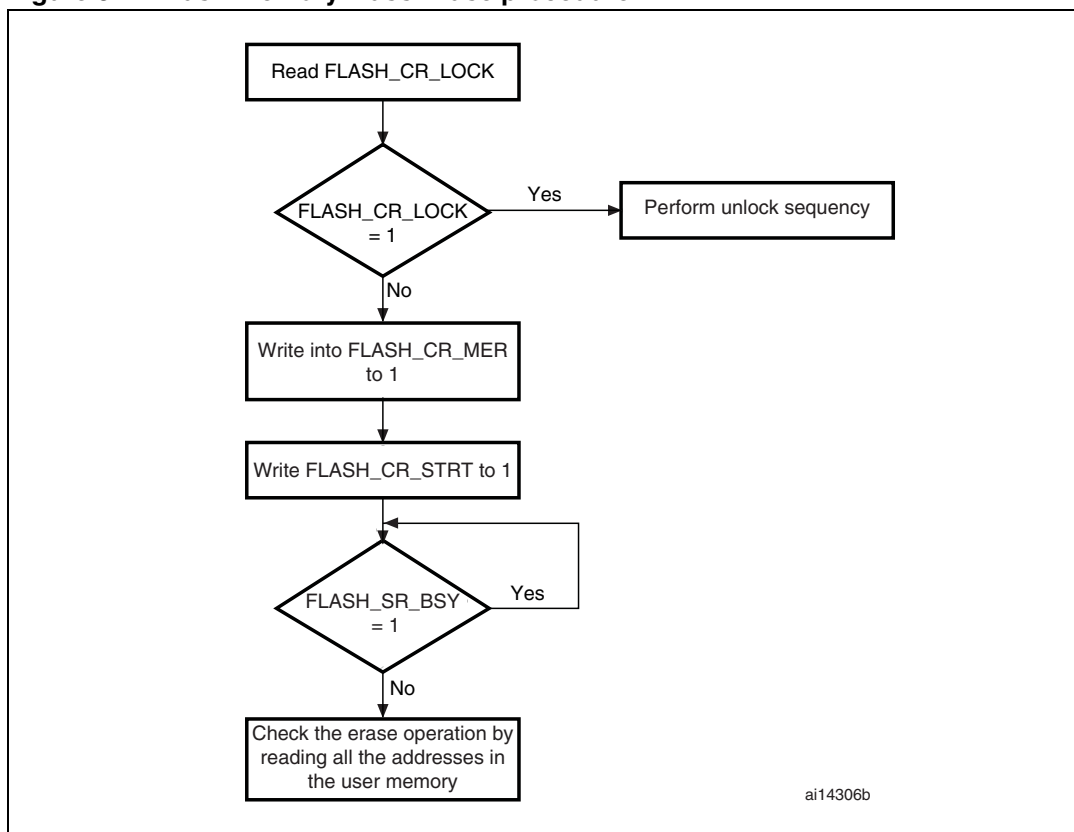 Read FLASH_CR_LOCK
FLASH_CR_LOCK
= 1
Yes
Perform unlock sequency
No
Write into FLASH_CR_MER
to 1
Write FLASH_CR_STRT to 1
FLASH_SR_BSY
= 1
Yes
No
Check the erase operation by
reading all the addresses in
the user memory
ai14306b